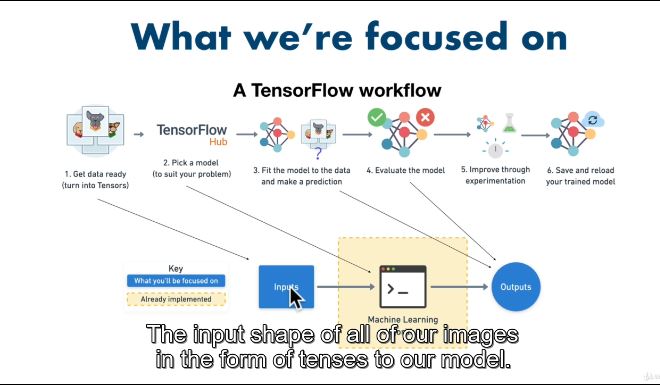 What we're focused on
A TensorFlow workflow
TensorFlow
Hub
?
1. Get data ready
(turn into Tensors)
2. Pick a model
(to suit your problem)
3. Fit the model to the data
and make a prediction
4. Evaluate the model
5. Improve through
experimentation
6. Save and reload
your trained model
Key
What you'll be focused on
Already implemented
Inputs
Outputs
Machine Learning
The input shape of all of our images
in the form of tenses to our model.